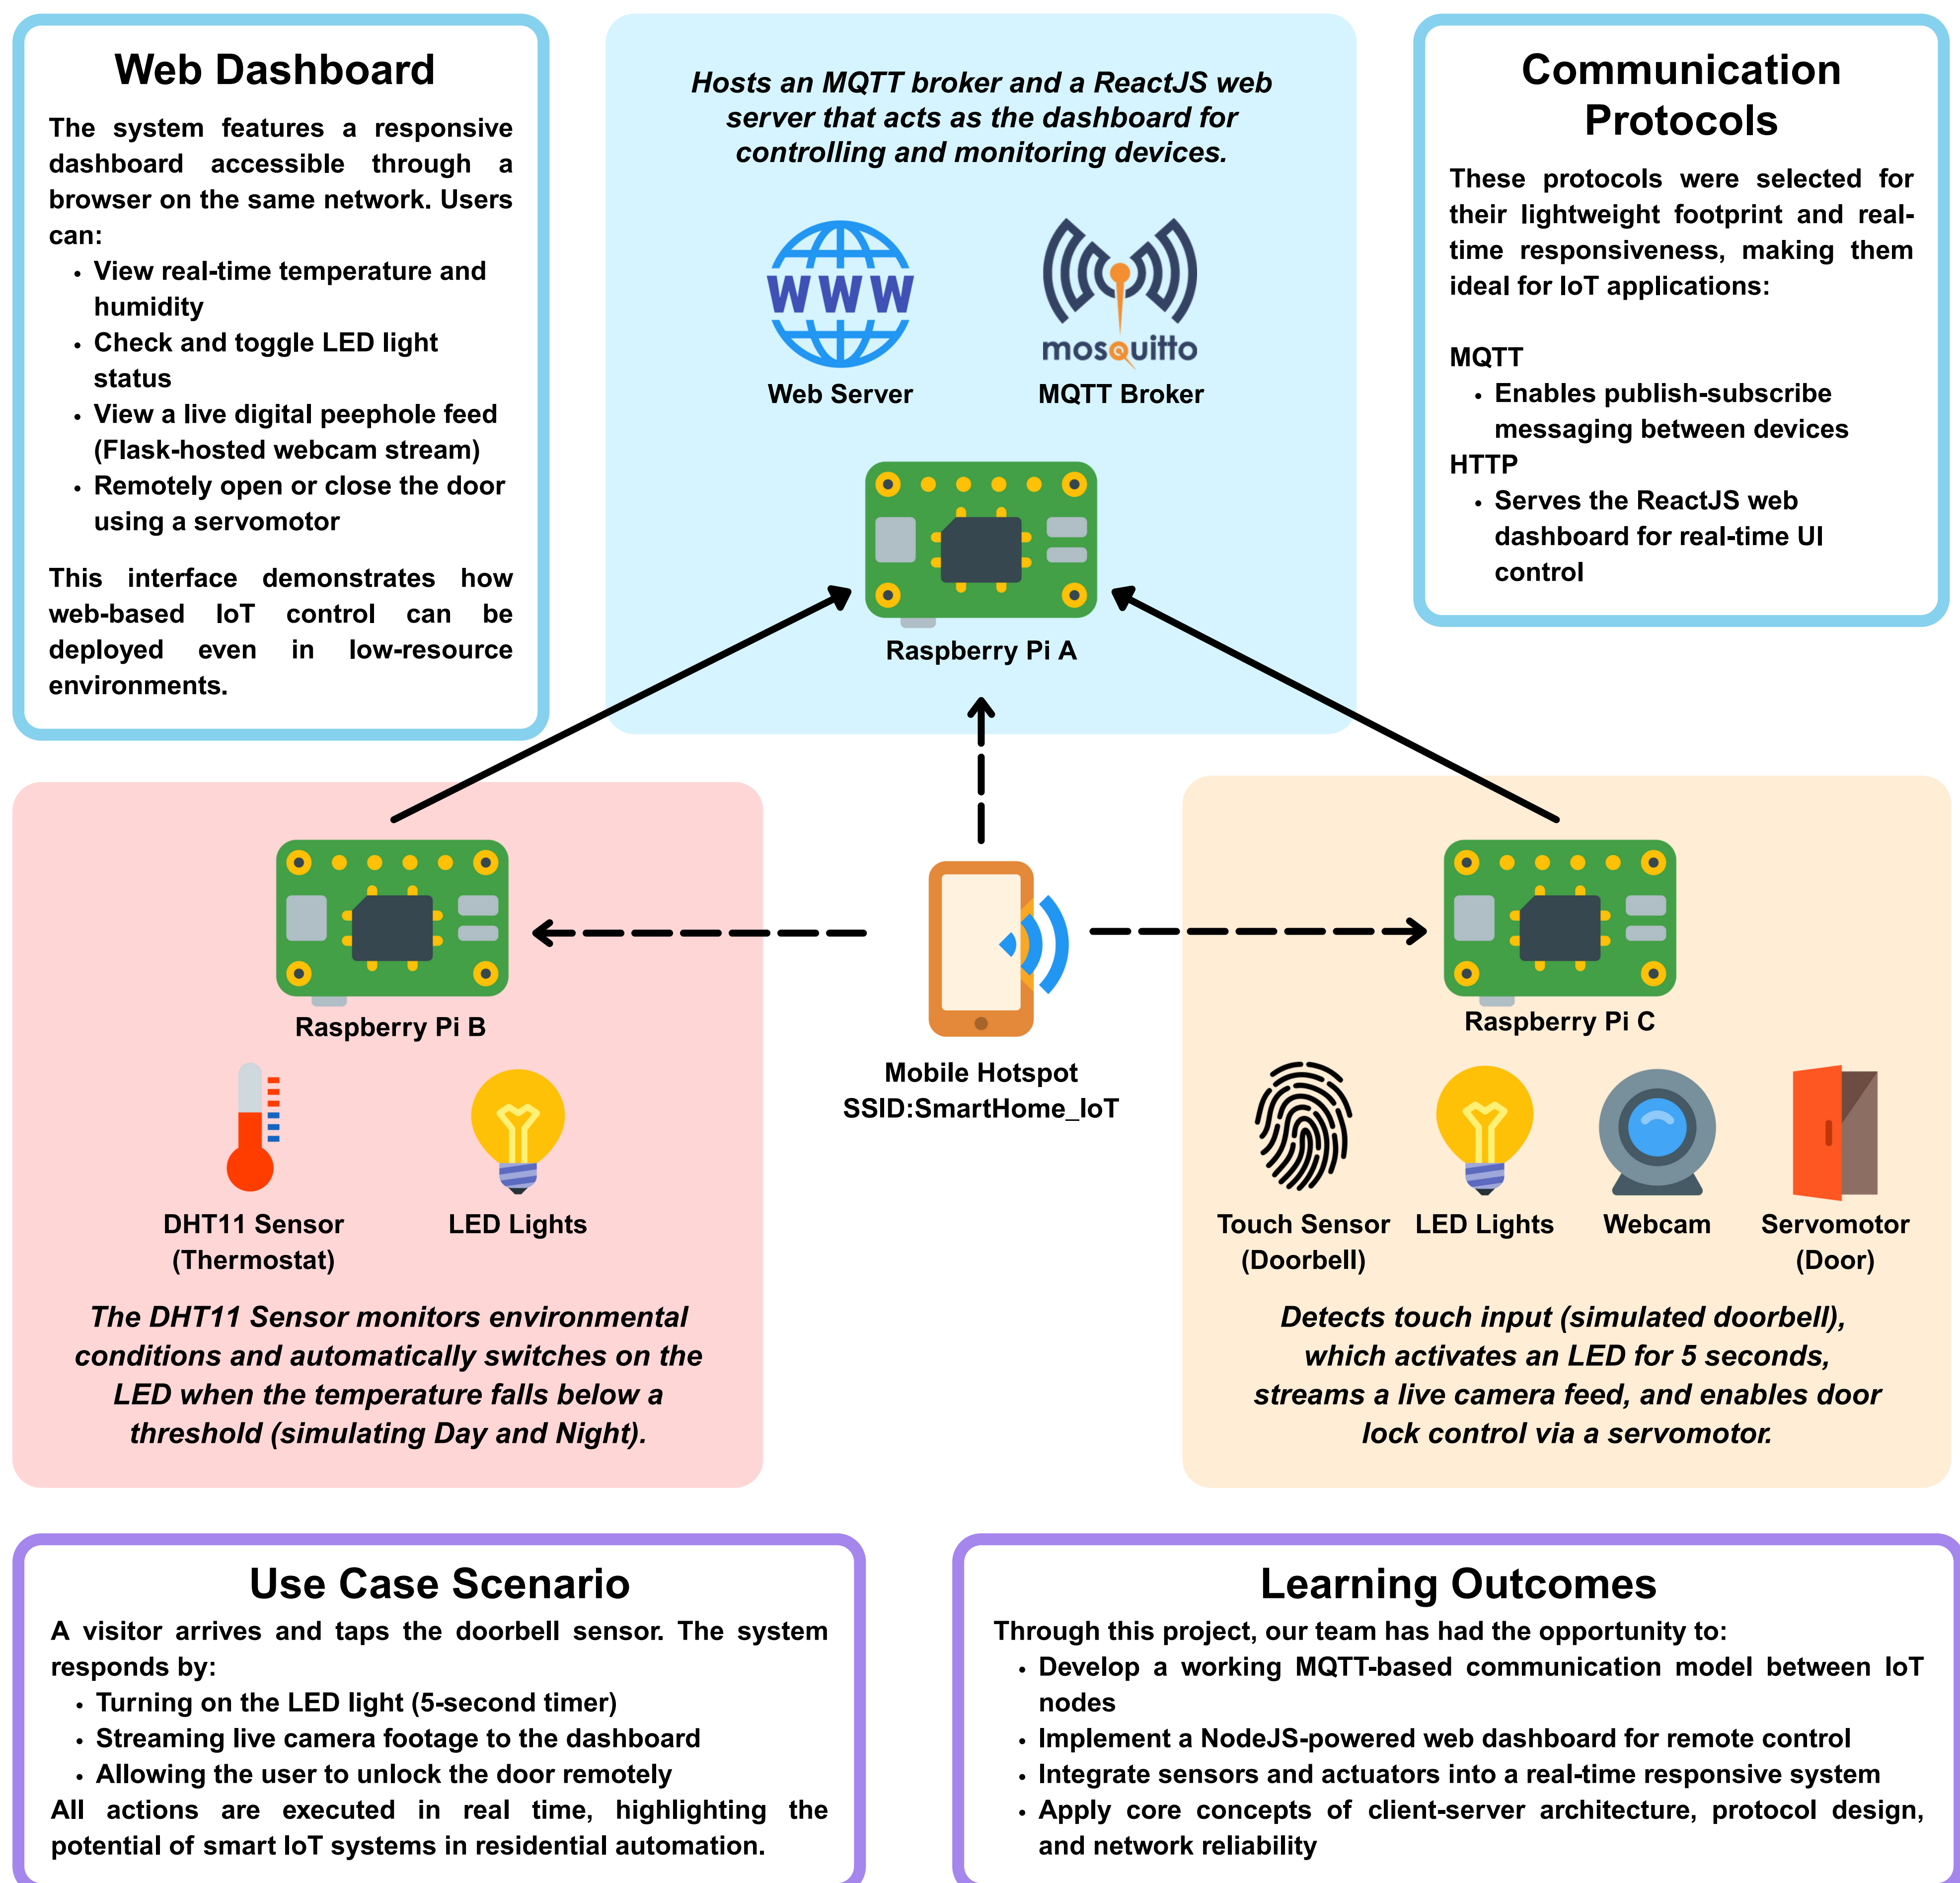 Web Dashboard
The system features a responsive
dashboard accessible through a
browser on the same network. Users
can:
• View real-time temperature and
humidity
• Check and toggle LED light
status
• View a live digital peephole feed
(Flask-hosted webcam stream)
• Remotely open or close the door
using a servomotor
This interface demonstrates how
web-based IoT control can be
deployed even in low-resource
environments.
Hosts an MQTT broker and a ReactJS web
server that acts as the dashboard for
controlling and monitoring devices.
WWW
mosquitto
Web Server
MQTT Broker
Raspberry Pi A
Communication
Protocols
These protocols were selected for
their lightweight footprint and real-
time responsiveness, making them
ideal for IoT applications:
MQTT
• Enables publish-subscribe
messaging between devices
HTTP
• Serves the ReactJS web
dashboard for real-time UI
control
Raspberry Pi B
DHT11 Sensor
(Thermostat)
LED Lights
The DHT11 Sensor monitors environmental
conditions and automatically switches on the
LED when the temperature falls below a
threshold (simulating Day and Night).
Mobile Hotspot
SSID:SmartHome_IoT
Raspberry Pi C
Touch Sensor
(Doorbell)
LED Lights
Webcam
Servomotor
(Door)
Detects touch input (simulated doorbell),
which activates an LED for 5 seconds,
streams a live camera feed, and enables door
lock control via a servomotor.
Use Case Scenario
A visitor arrives and taps the doorbell sensor. The system
responds by:
• Turning on the LED light (5-second timer)
• Streaming live camera footage to the dashboard
• Allowing the user to unlock the door remotely
All actions are executed in real time, highlighting the
potential of smart IoT systems in residential automation.
Learning Outcomes
Through this project, our team has had the opportunity to:
• Develop a working MQTT-based communication model between IoT
nodes
• Implement a NodeJS-powered web dashboard for remote control
• Integrate sensors and actuators into a real-time responsive system
• Apply core concepts of client-server architecture, protocol design,
and network reliability